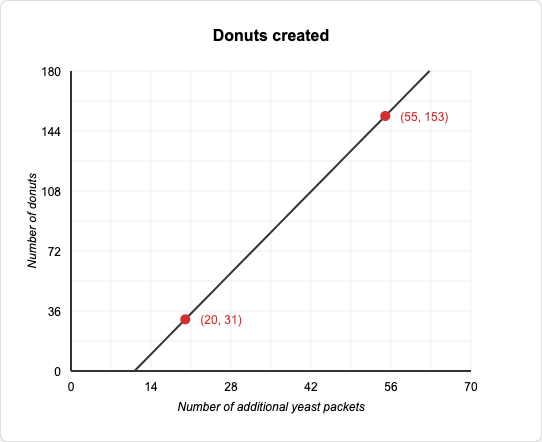 Donuts created
180
144
108
72
36
0
Number of donuts
(55, 153)
(20, 31)
0 14 28 42 56 70
Number of additional yeast packets